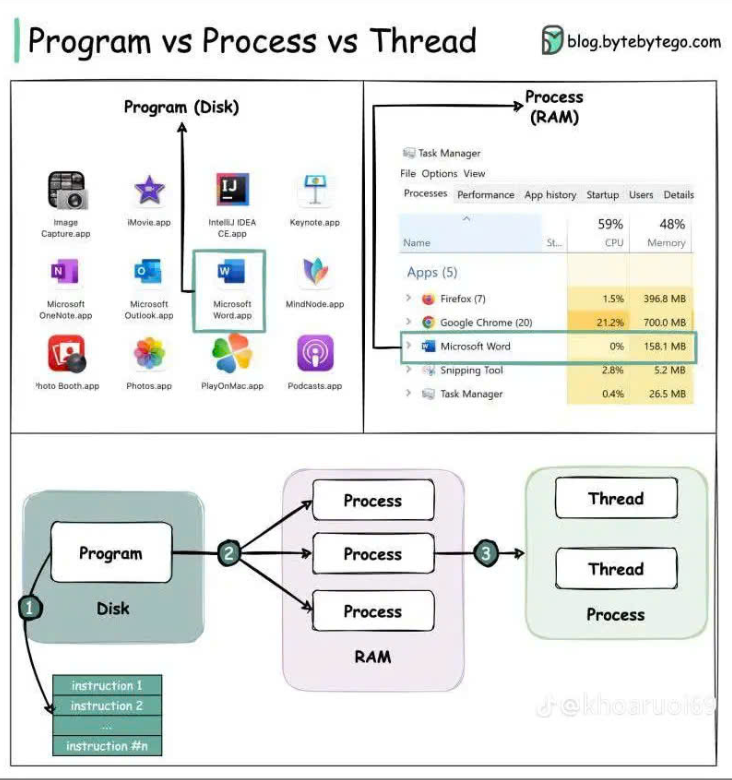 Program vs Process vs Thread
blog.bytebytego.com
Program (Disk)
Image
Capture.app
iMovie.app
IntelliJ IDEA
CE.app
Keynote.app
Microsoft
OneNote.app
Microsoft
Outlook.app
Microsoft
Word.app
MindNode.app
hoto Booth.app
Photos.app
PlayOnMac.app
Podcasts.app
Process
(RAM)
Task Manager
File Options View
Processes Performance App history Startup Users Details
59% 48%
Name St... CPU Memory
Apps (5)
Firefox (7) 1.5% 396.8 MB
Google Chrome (20) 21.2% 700.0 MB
Microsoft Word 0% 158.1 MB
Snipping Tool 2.8% 5.2 MB
Task Manager 0.4% 26.5 MB
Program
Disk
1
instruction 1
instruction 2
...
instruction #n
2
Process
Process
Process
RAM
3
Thread
Thread
Process
@khoaruoi69